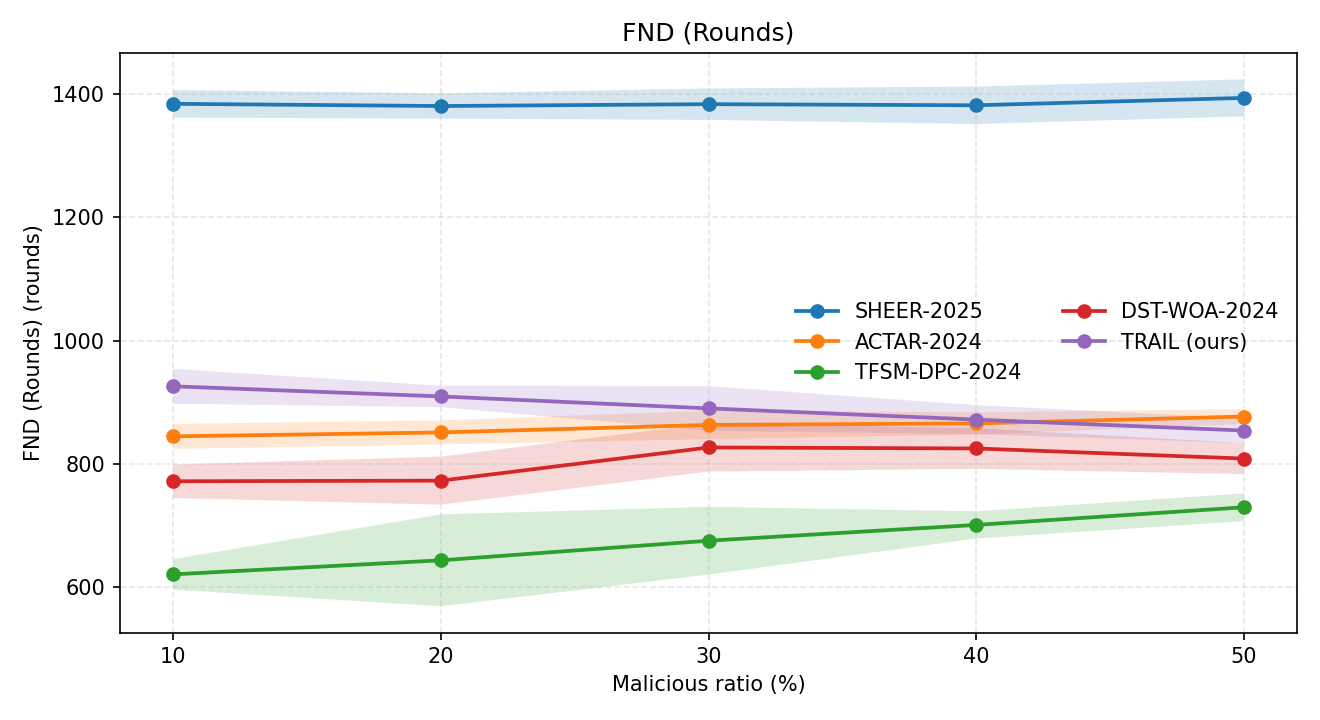 FND (Rounds)
FND (Rounds) (rounds)
1400
1200
1000
800
600
SHEER-2025
ACTAR-2024
TFSM-DPC-2024
DST-WOA-2024
TRAIL (ours)
10 20 30 40 50
Malicious ratio (%)